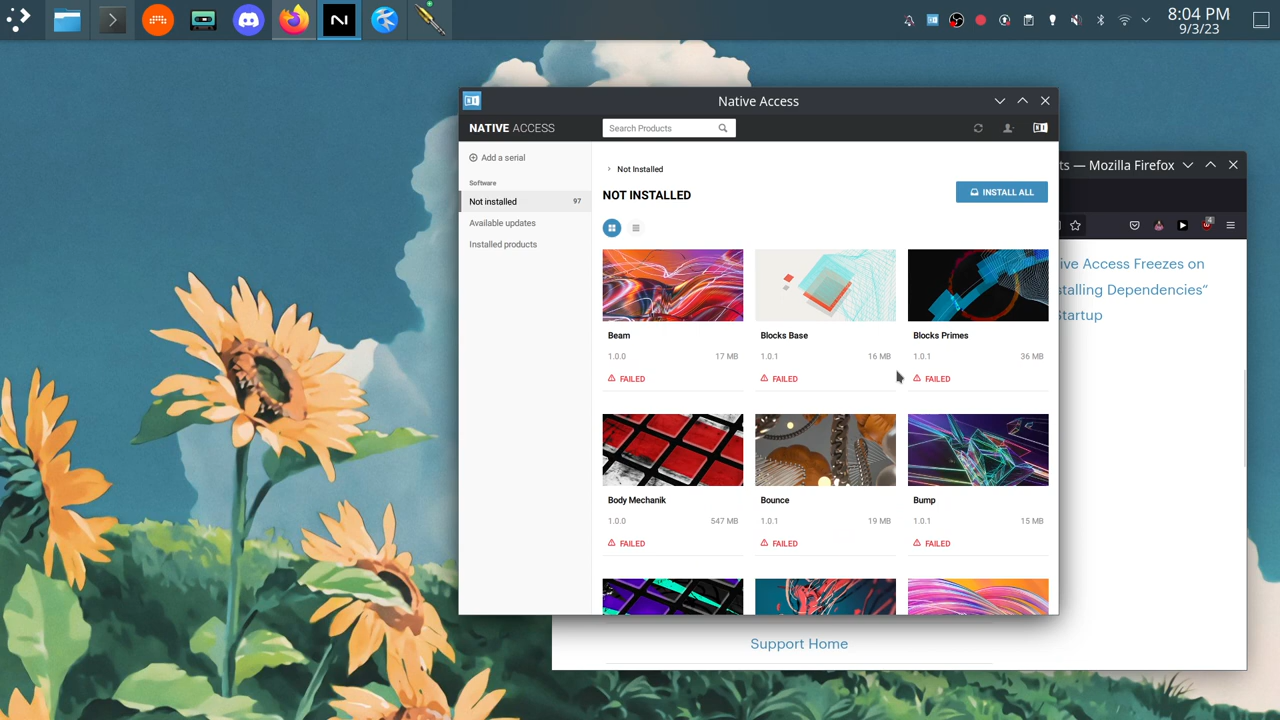 8:04 PM
9/3/23
4
Native Access
NATIVE ACCESS
Search Products
ts — Mozilla Firefox
Add a serial
Software
Not installed 97
Available updates
Installed products
Not Installed
NOT INSTALLED
INSTALL ALL
Beam
1.0.0 17 MB
FAILED
Blocks Base
1.0.1 16 MB
FAILED
Blocks Primes
1.0.1 36 MB
FAILED
Body Mechanik
1.0.0 547 MB
FAILED
Bounce
1.0.1 19 MB
FAILED
Bump
1.0.1 15 MB
FAILED
ive Access Freezes on
stalling Dependencies“
Startup
Support Home